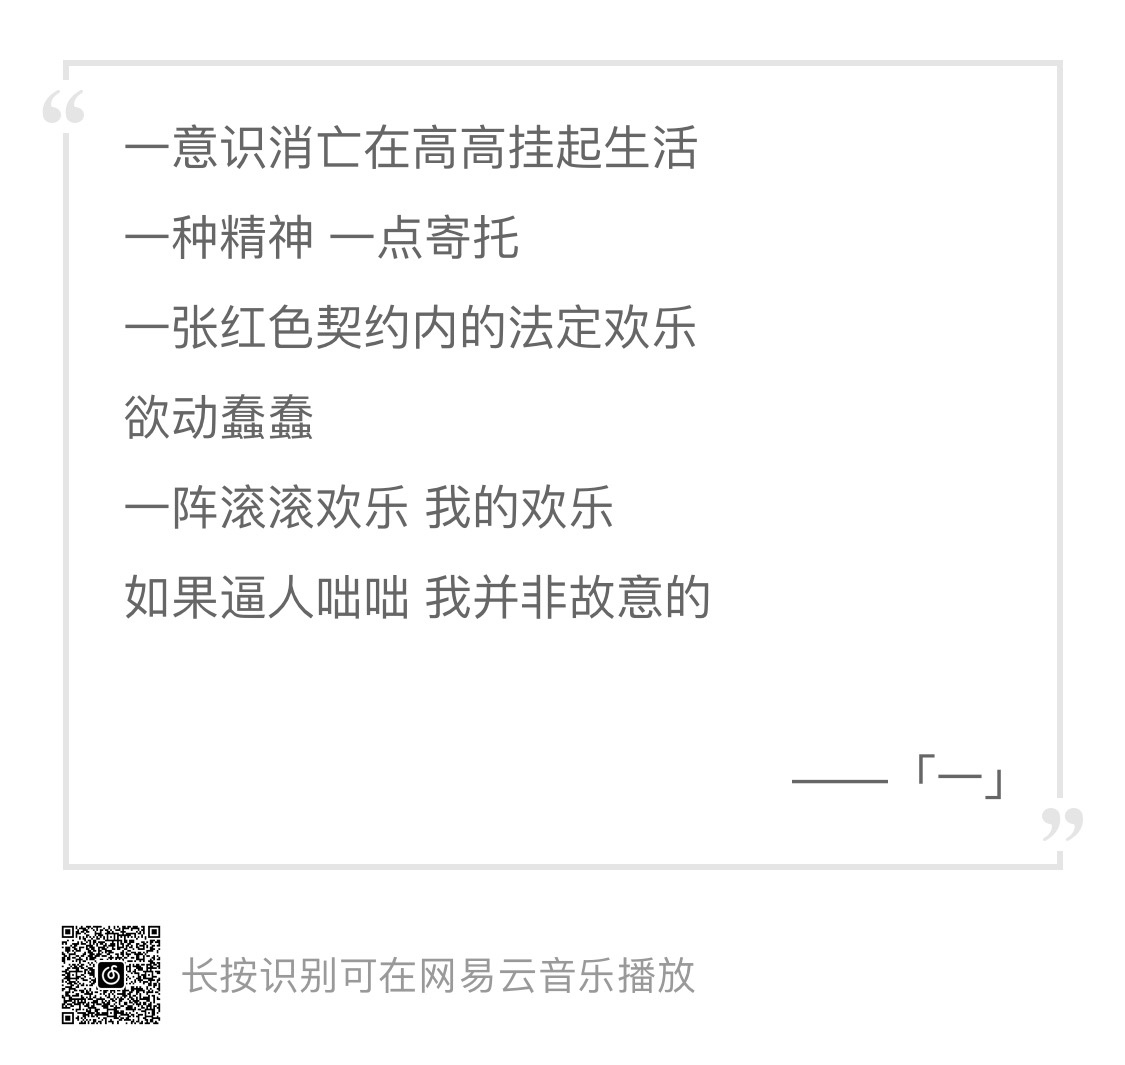 “
一意识消亡在高高挂起生活
一种精神 一点寄托
一张红色契约内的法定欢乐
欲动蠢蠢
一阵滚滚欢乐 我的欢乐
如果逼人咄咄 我并非故意的
——「一」
”
长按识别可在网易云音乐播放